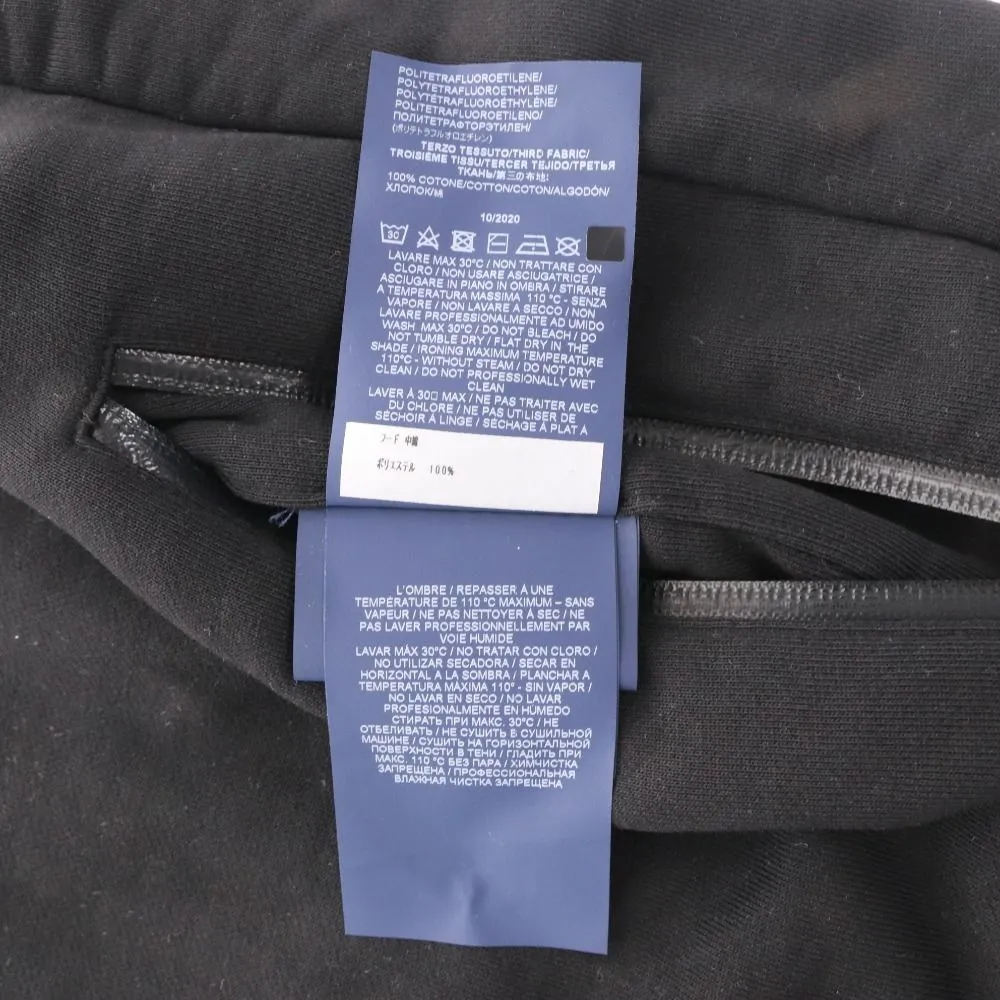 POLITETRAFLUOROETILENE/
POLYTETRAFLUOROETHYLENE/
POLYTÉTRAFLUOROÉTHYLÈNE/
POLITETRAFLUOROETILENO/
ПОЛИТЕТРАФТОРЭТИЛЕН/
(ポリテトラフルオロエチレン)
TERZO TESSUTO/THIRD FABRIC/
TROISIÈME TISSU/TERCER TEJIDO/ТРЕТЬЯ
ТКАНЬ/第三の布地:
100% COTONE/COTTON/COTON/ALGODÓN/
ХЛОПОК/綿
10/2020
30
LAVARE MAX 30°C / NON TRATTARE CON
CLORO / NON USARE ASCIUGATRICE /
ASCIUGARE IN PIANO IN OMBRA / STIRARE
A TEMPERATURA MASSIMA 110 °C - SENZA
VAPORE / NON LAVARE A SECCO / NON
LAVARE PROFESSIONALMENTE AD UMIDO
WASH MAX 30°C / DO NOT BLEACH / DO
NOT TUMBLE DRY / FLAT DRY IN THE
SHADE / IRONING MAXIMUM TEMPERATURE
110°C - WITHOUT STEAM / DO NOT DRY
CLEAN / DO NOT PROFESSIONALLY WET
CLEAN
LAVER À 30□ MAX / NE PAS TRAITER AVEC
DU CHLORE / NE PAS UTILISER DE
SÉCHOIR À LINGE / SÉCHAGE À PLAT A
フード 中綿
ポリエステル 100%
L'OMBRE / REPASSER À UNE
TEMPÉRATURE DE 110 °C MAXIMUM – SANS
VAPEUR / NE PAS NETTOYER À SEC / NE
PAS LAVER PROFESSIONNELLEMENT PAR
VOIE HUMIDE
LAVAR MÁX 30°C / NO TRATAR CON CLORO /
NO UTILIZAR SECADORA / SECAR EN
HORIZONTAL A LA SOMBRA / PLANCHAR A
TEMPERATURA MÁXIMA 110° - SIN VAPOR /
NO LAVAR EN SECO / NO LAVAR
PROFESIONALMENTE EN HÚMEDO
СТИРАТЬ ПРИ МАКС. 30°C / НЕ
ОТБЕЛИВАТЬ / НЕ СУШИТЬ В СУШИЛЬНОЙ
МАШИНЕ / СУШИТЬ НА ГОРИЗОНТАЛЬНОЙ
ПОВЕРХНОСТИ В ТЕНИ / ГЛАДИТЬ ПРИ
МАКС. 110 °C БЕЗ ПАРА / ХИМЧИСТКА
ЗАПРЕЩЕНА / ПРОФЕССИОНАЛЬНАЯ
ВЛАЖНАЯ ЧИСТКА ЗАПРЕЩЕНА